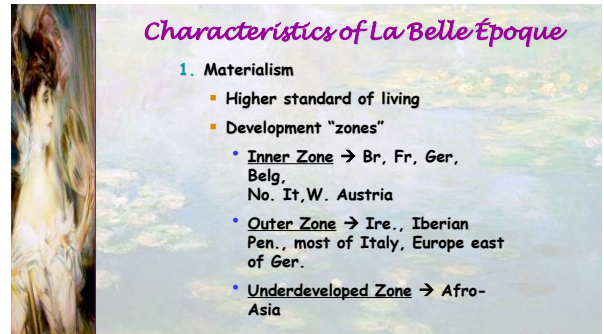 Characteristics of La Belle Époque
1. Materialism
▪ Higher standard of living
▪ Development “zones”
• Inner Zone → Br, Fr, Ger,
Belg,
No. It,W. Austria
• Outer Zone → Ire., Iberian
Pen., most of Italy, Europe east
of Ger.
• Underdeveloped Zone → Afro-
Asia